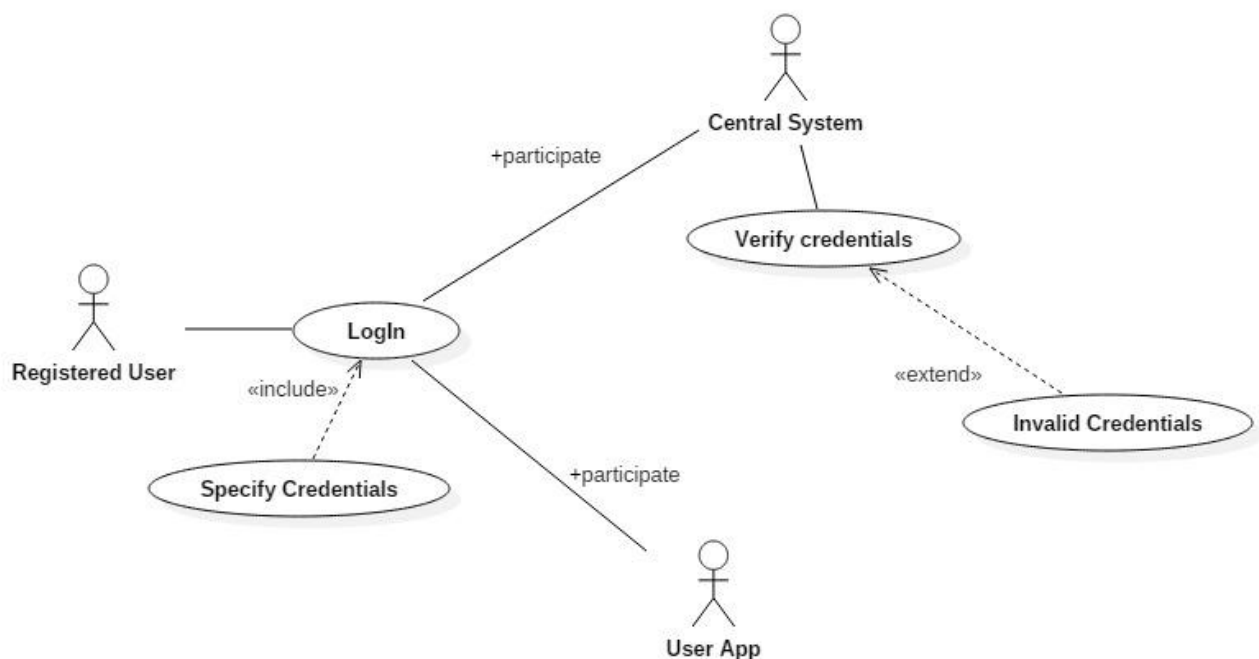 Central System
+participate
Verify credentials
LogIn
Registered User
«include»
«extend»
Invalid Credentials
Specify Credentials
+participate
User App